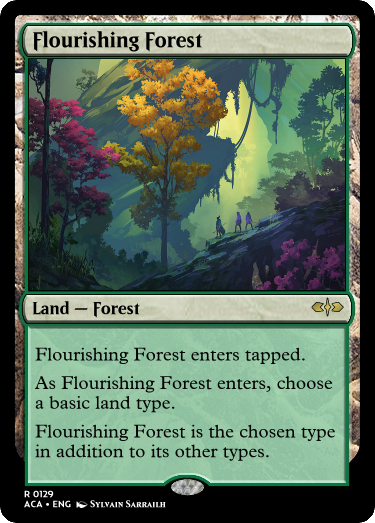 Flourishing Forest
Land — Forest
Flourishing Forest enters tapped.
As Flourishing Forest enters, choose
a basic land type.
Flourishing Forest is the chosen type
in addition to its other types.
R 0129
ACA • ENG Sylvain Sarrailh